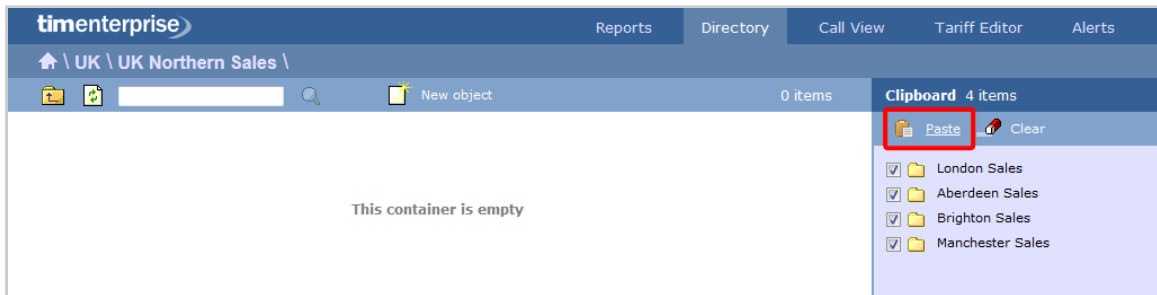 timenterprise
Reports Directory Call View Tariff Editor Alerts
\ UK \ UK Northern Sales \
New object 0 items
Clipboard 4 items
Paste Clear
London Sales
Aberdeen Sales
This container is empty
Brighton Sales
Manchester Sales